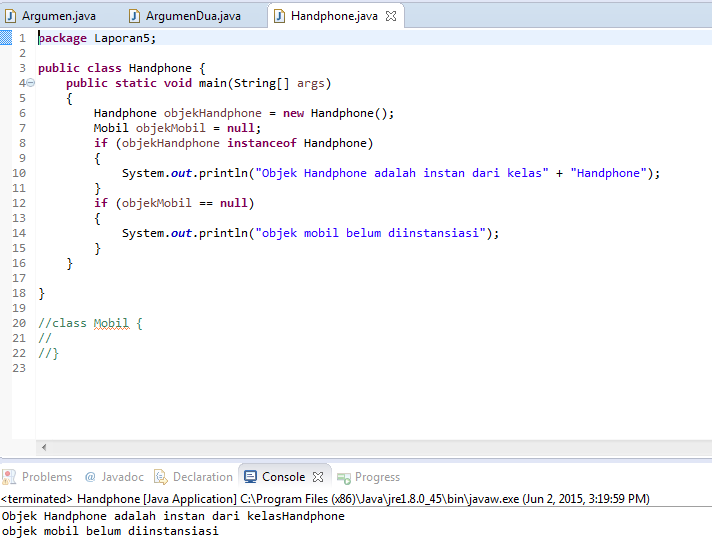 Argumen.java ArgumenDua.java Handphone.java
1 package Laporan5;
2
3 public class Handphone {
4 public static void main(String[] args)
5 {
6 Handphone objekHandphone = new Handphone();
7 Mobil objekMobil = null;
8 if (objekHandphone instanceof Handphone)
9 {
10 System.out.println("Objek Handphone adalah instan dari kelas" + "Handphone");
11 }
12 if (objekMobil == null)
13 {
14 System.out.println("objek mobil belum diinstansiasi");
15 }
16 }
17
18 }
19
20 //class Mobil {
21 //
22 //}
23
Problems @ Javadoc Declaration Console Progress
<terminated> Handphone [Java Application] C:\Program Files (x86)\Java\jre1.8.0_45\bin\javaw.exe (Jun 2, 2015, 3:19:59 PM)
Objek Handphone adalah instan dari kelasHandphone
objek mobil belum diinstansiasi